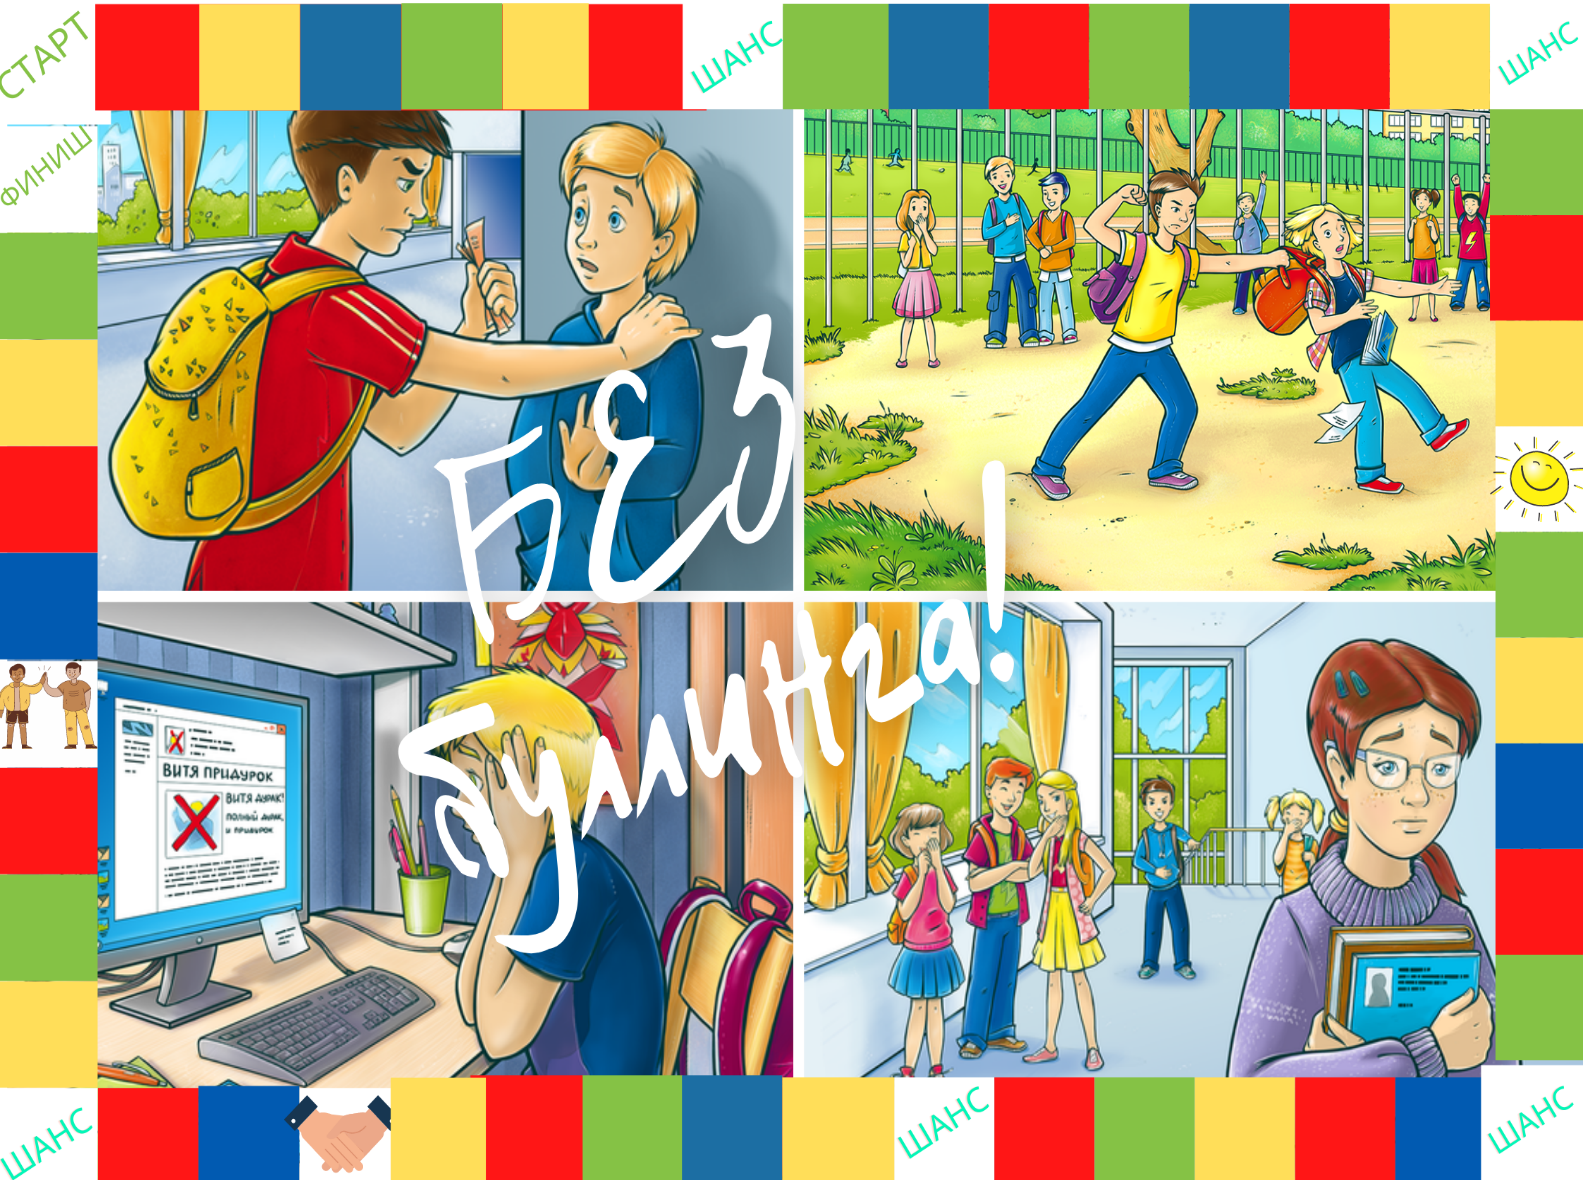 СТАРТ
ШАНС
ШАНС
ФИНИШ
БЕЗ
буллинга!
ВИТЯ ПРИДУРОК
ВИТЯ ДУРАК!
ПОЛНЫЙ ДУРАК,
И ПРИДУРОК
ШАНС
ШАНС
ШАНС